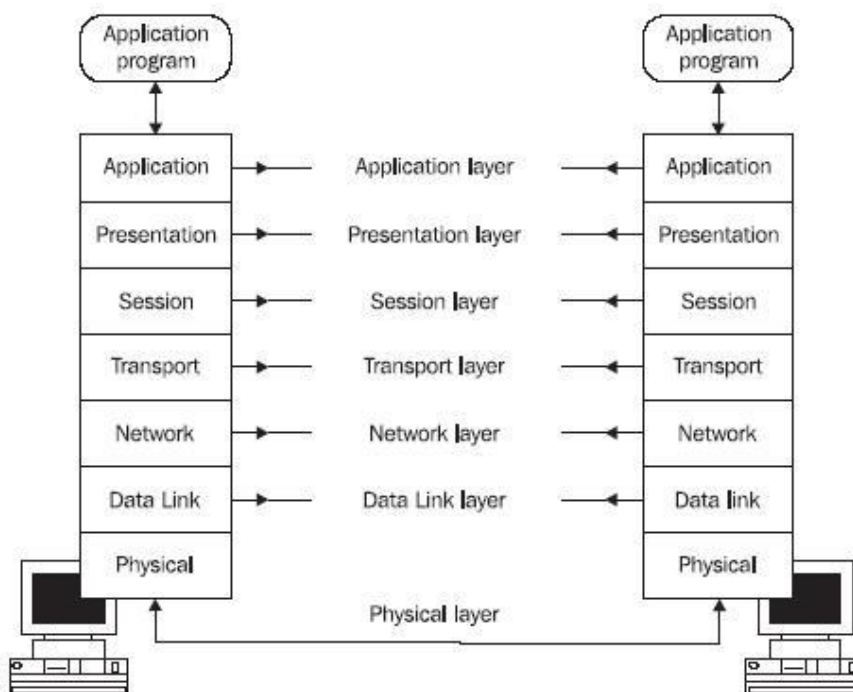 Application
program
Application
program
Application
Application layer
Application
Presentation
Presentation layer
Presentation
Session
Session layer
Session
Transport
Transport layer
Transport
Network
Network layer
Network
Data Link
Data Link layer
Data link
Physical
Physical
Physical layer